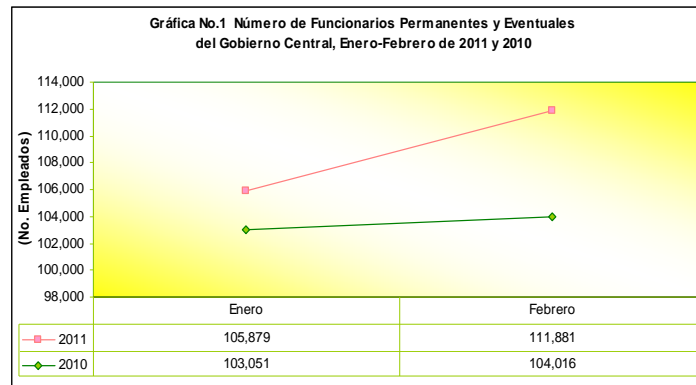 Gráfica No.1 Número de Funcionarios Permanentes y Eventuales
del Gobierno Central, Enero-Febrero de 2011 y 2010
(No. Empleados)
114,000
112,000
110,000
108,000
106,000
104,000
102,000
100,000
98,000
Enero Febrero
2011 105,879 111,881
2010 103,051 104,016